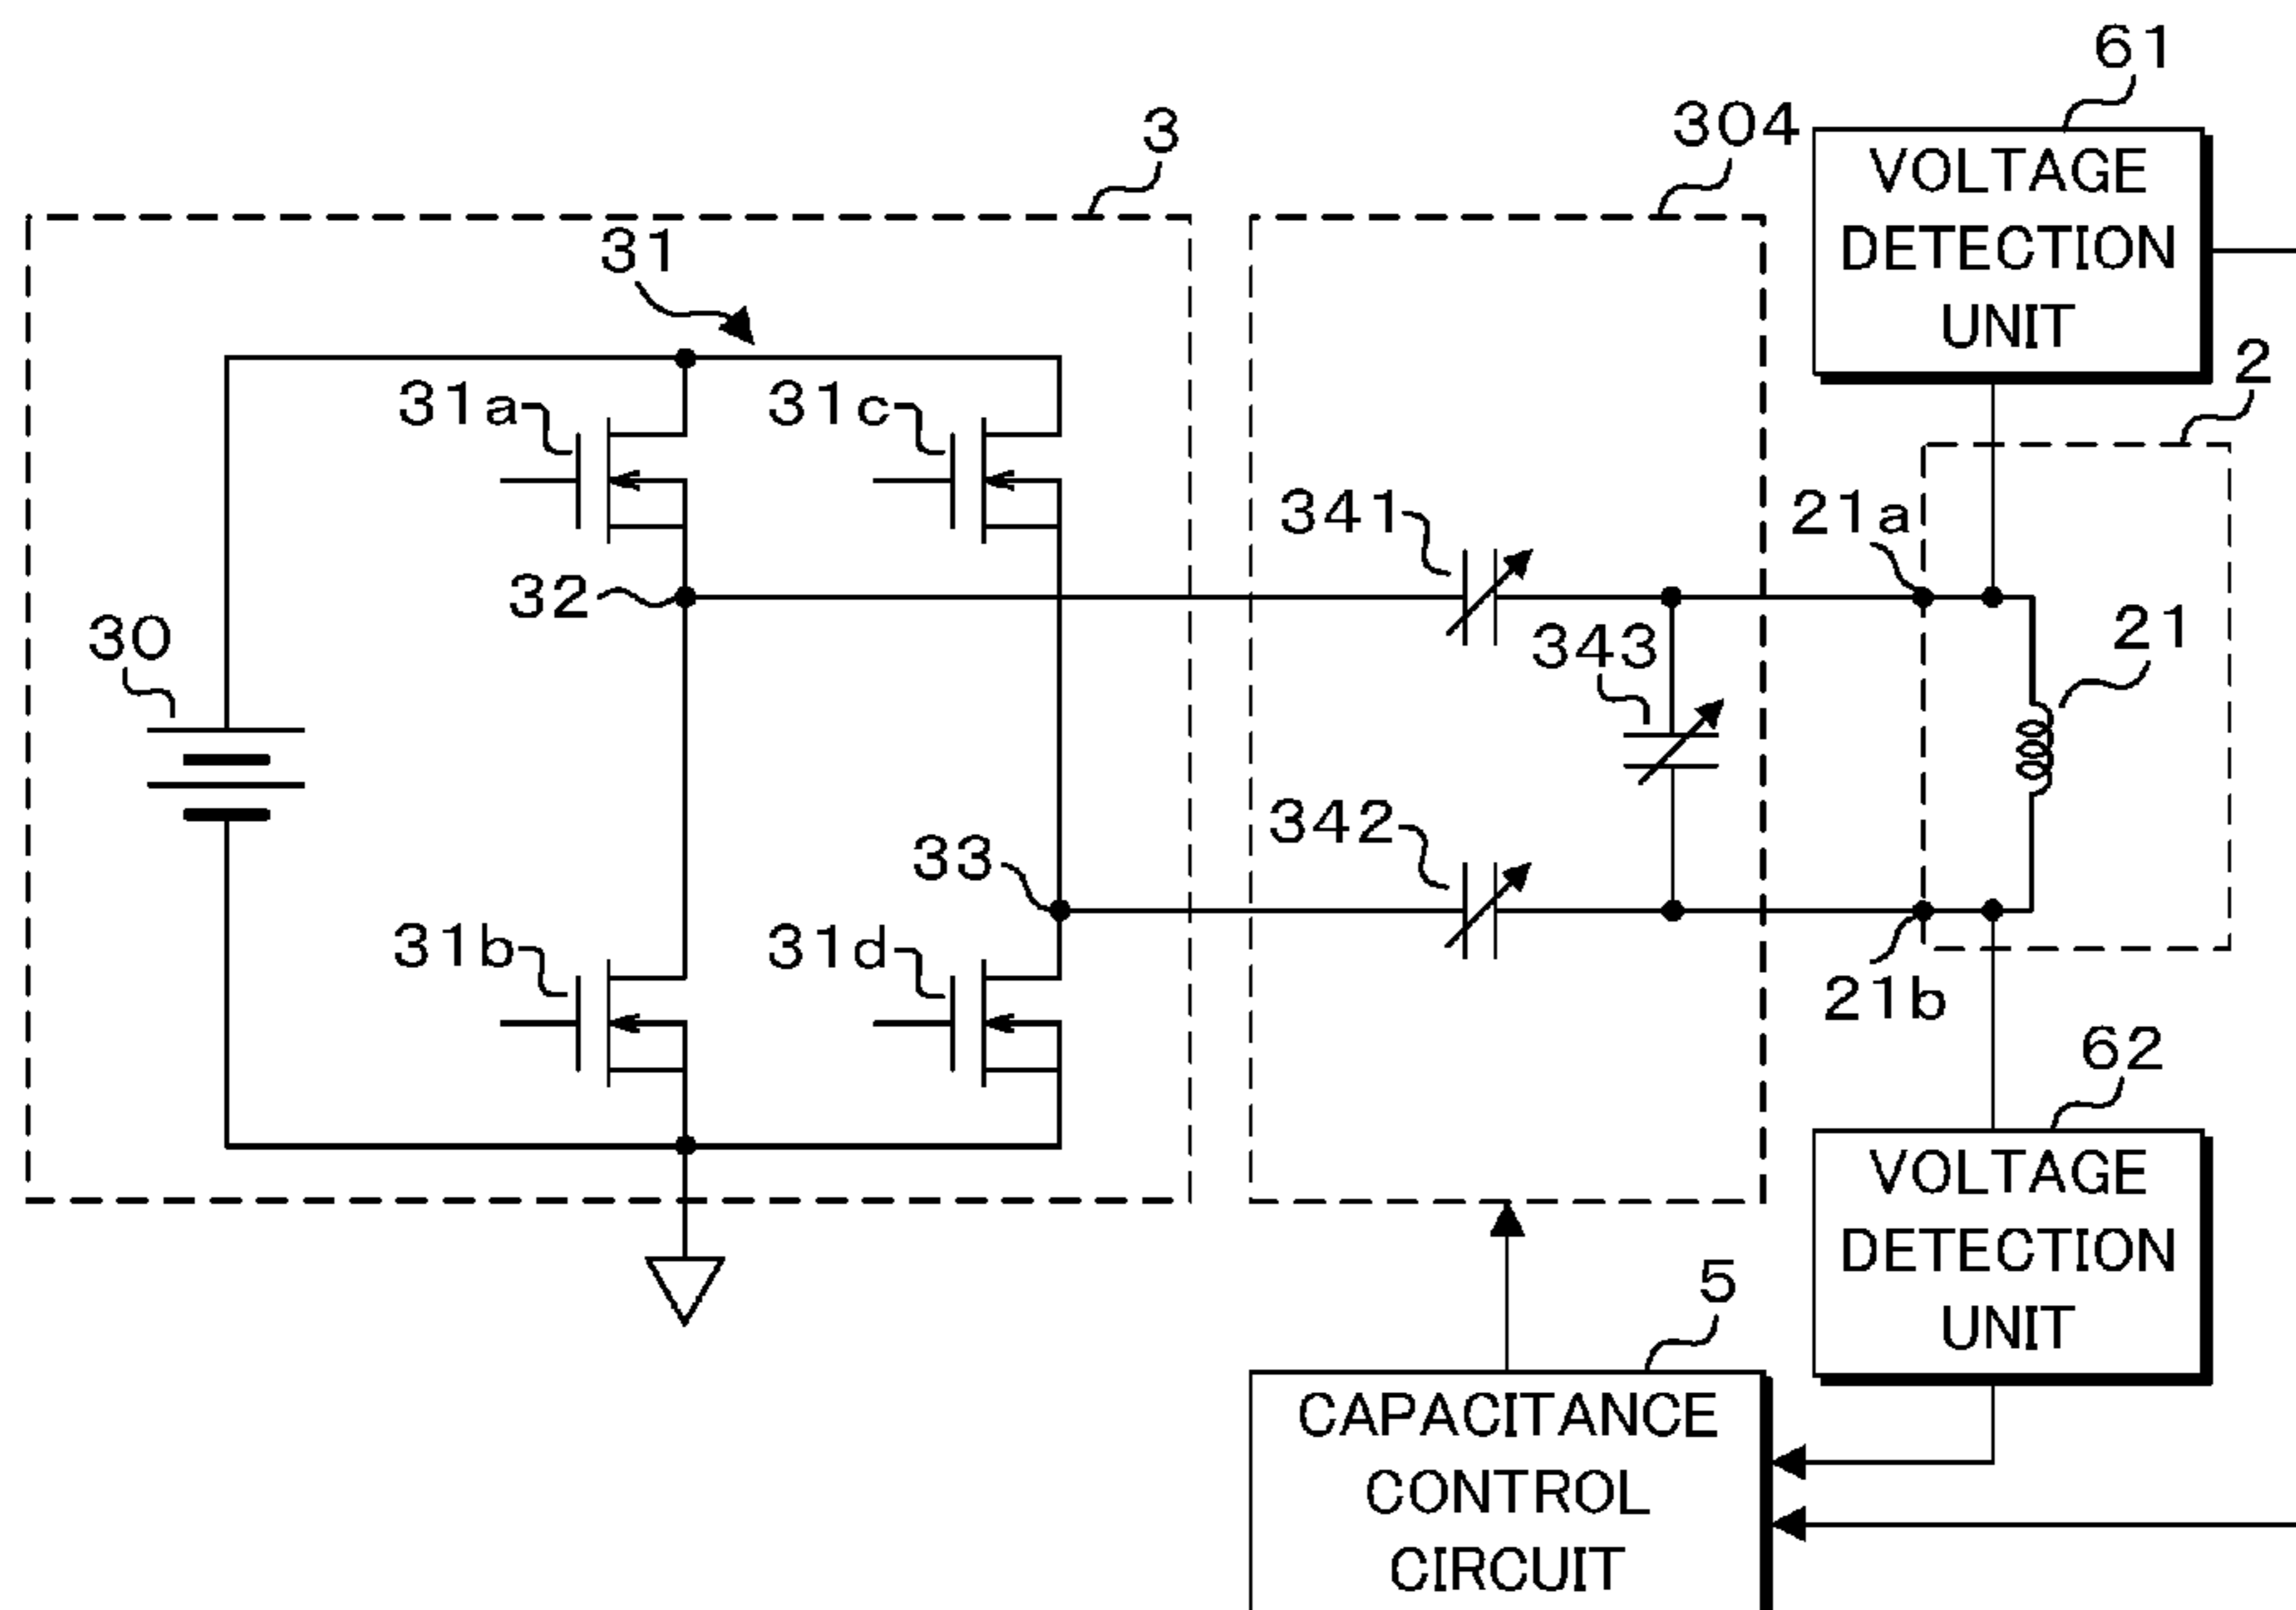 61
3
304
VOLTAGE
DETECTION
UNIT
31
2
31a
31c
341
21a
32
343
21
30
342
33
31b
31d
21b
62
VOLTAGE
DETECTION
UNIT
5
CAPACITANCE
CONTROL
CIRCUIT